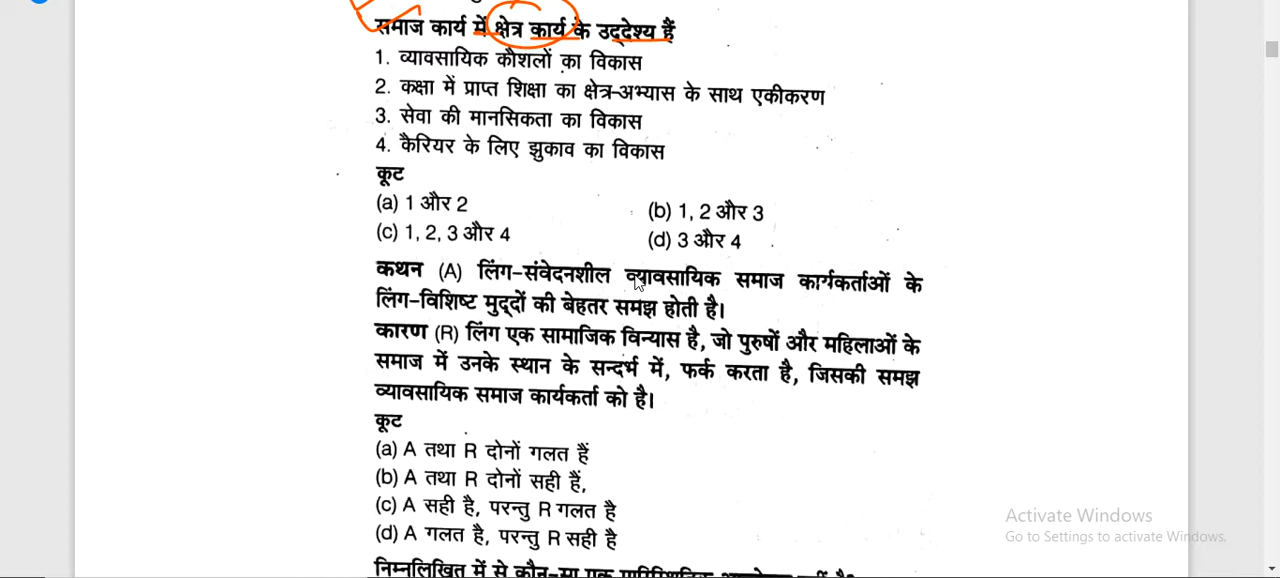 समाज कार्य में क्षेत्र कार्य के उद्देश्य हैं
1. व्यावसायिक कौशलों का विकास
2. कक्षा में प्राप्त शिक्षा का क्षेत्र-अभ्यास के साथ एकीकरण
3. सेवा की मानसिकता का विकास
4. कैरियर के लिए झुकाव का विकास
कूट
(a) 1 और 2 (b) 1, 2 और 3
(c) 1, 2, 3 और 4 (d) 3 और 4
कथन (A) लिंग-संवेदनशील व्यावसायिक समाज कार्यकर्ताओं के
लिंग-विशिष्ट मुद्दों की बेहतर समझ होती है।
कारण (R) लिंग एक सामाजिक विन्यास है, जो पुरुषों और महिलाओं के
समाज में उनके स्थान के सन्दर्भ में, फर्क करता है, जिसकी समझ
व्यावसायिक समाज कार्यकर्ता को है।
कूट
(a) A तथा R दोनों गलत हैं
(b) A तथा R दोनों सही हैं,
(c) A सही है, परन्तु R गलत है
(d) A गलत है, परन्तु R सही है
निम्नलिखित में से कौन-सा एक
Activate Windows
Go to Settings to activate Windows.